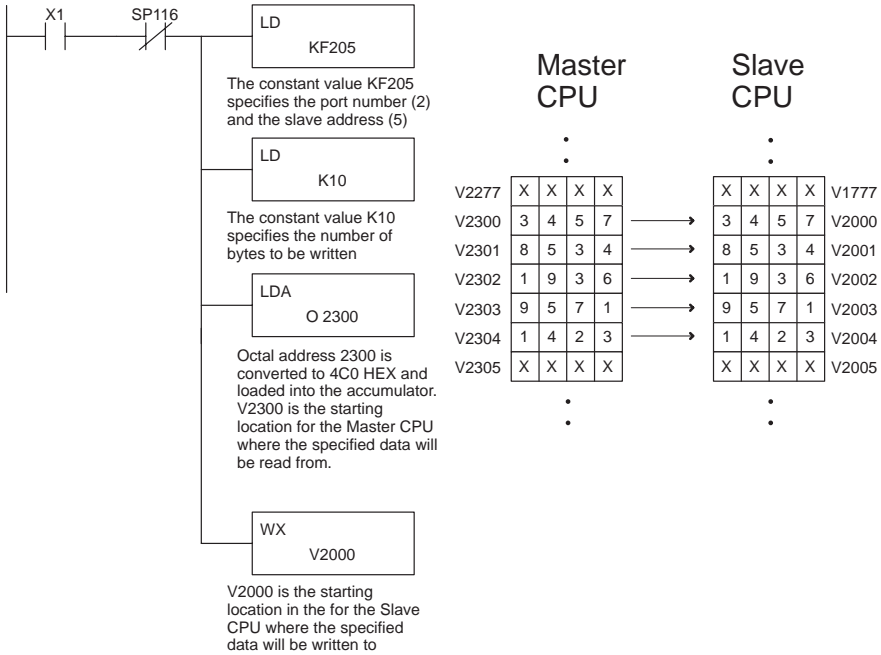 X1
SP116
LD
KF205
The constant value KF205
specifies the port number (2)
and the slave address (5)
LD
K10
The constant value K10
specifies the number of
bytes to be written
LDA
O 2300
Octal address 2300 is
converted to 4C0 HEX and
loaded into the accumulator.
V2300 is the starting
location for the Master CPU
where the specified data will
be read from.
WX
V2000
V2000 is the starting
location in the for the Slave
CPU where the specified
data will be written to
Master
CPU
Slave
CPU
V2277 X X X X X X X X V1777
V2300 3 4 5 7 3 4 5 7 V2000
V2301 8 5 3 4 8 5 3 4 V2001
V2302 1 9 3 6 1 9 3 6 V2002
V2303 9 5 7 1 9 5 7 1 V2003
V2304 1 4 2 3 1 4 2 3 V2004
V2305 X X X X X X X X V2005